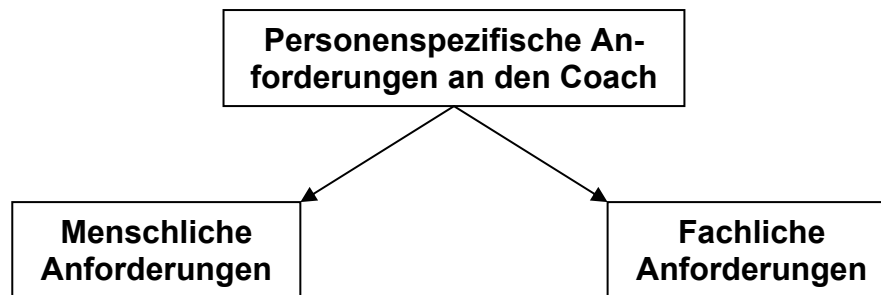 Personenspezifische An-
forderungen an den Coach
Menschliche
Anforderungen
Fachliche
Anforderungen